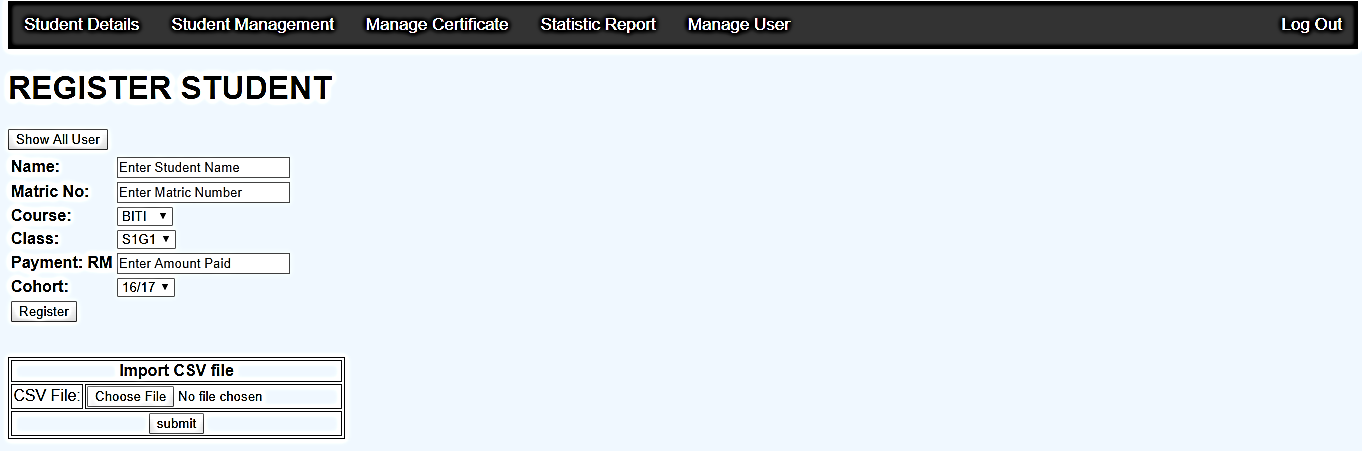 Student Details Student Management Manage Certificate Statistic Report Manage User Log Out
REGISTER STUDENT
Show All User
Name: Enter Student Name
Matric No: Enter Matric Number
Course: BITI
Class: S1G1
Payment: RM Enter Amount Paid
Cohort: 16/17
Register
Import CSV file
CSV File: Choose File No file chosen
submit